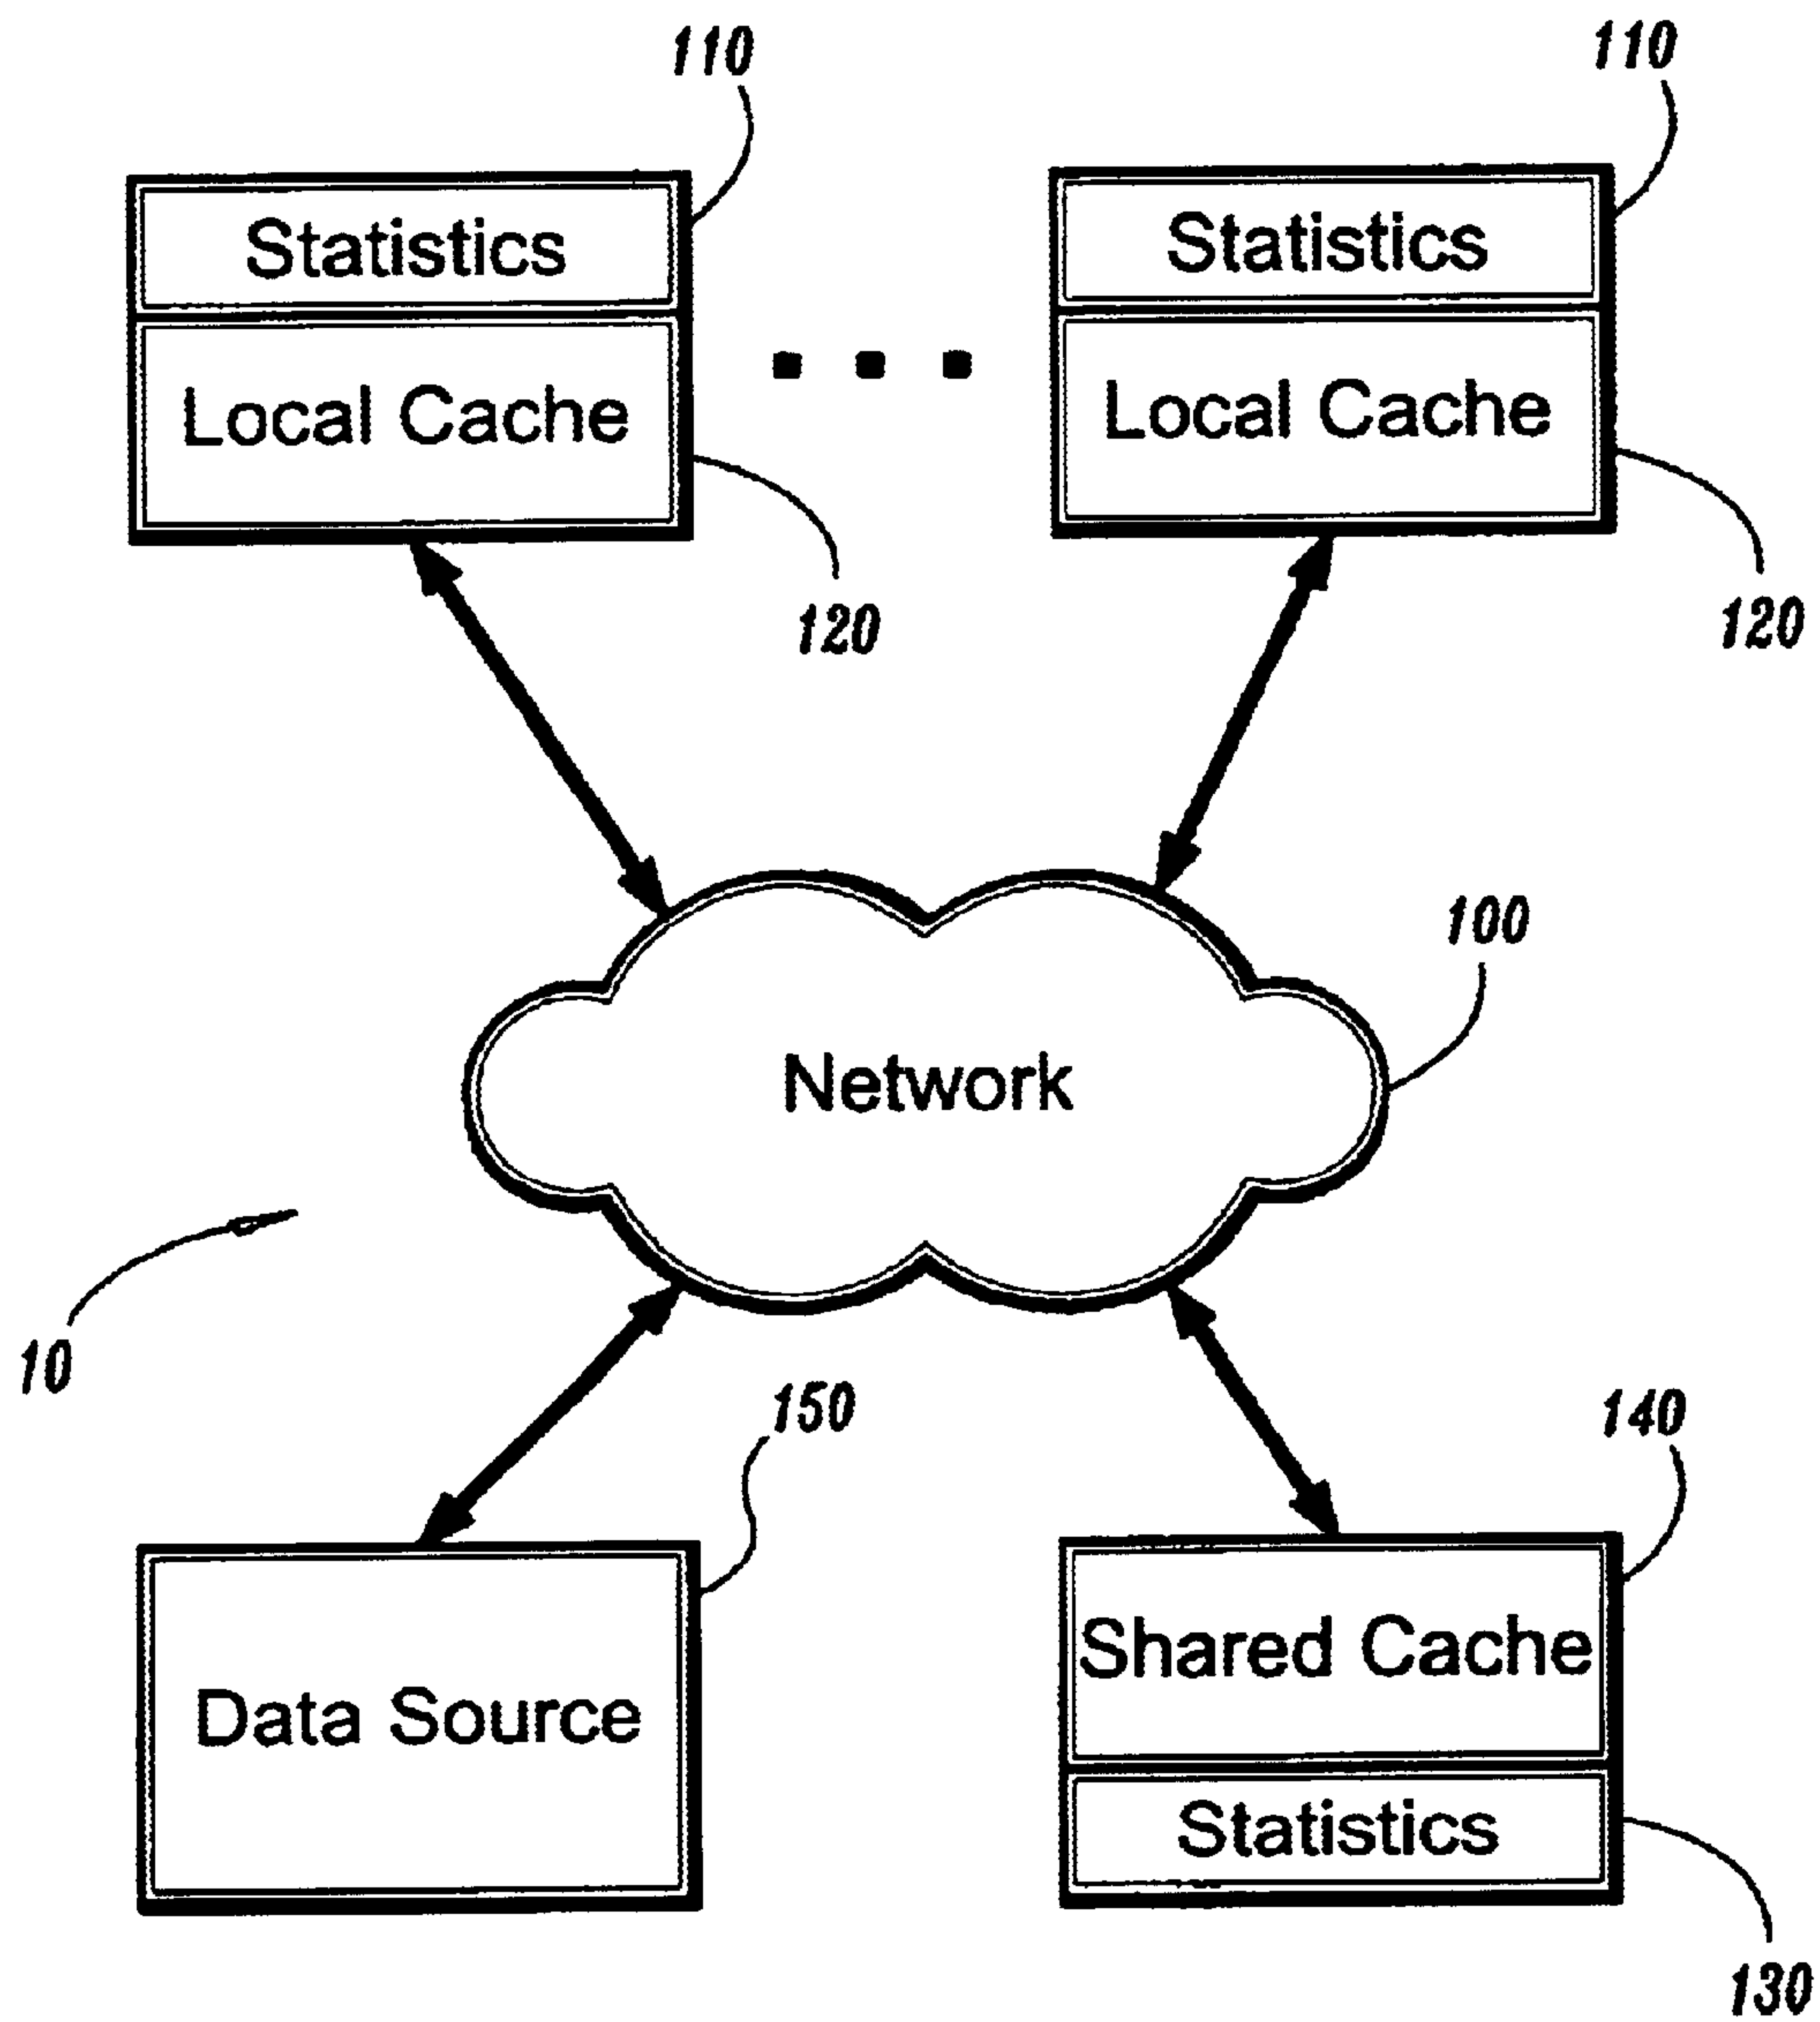 110
110
Statistics
Statistics
Local Cache
Local Cache
120
120
100
Network
10
150
140
Shared Cache
Data Source
Statistics
130